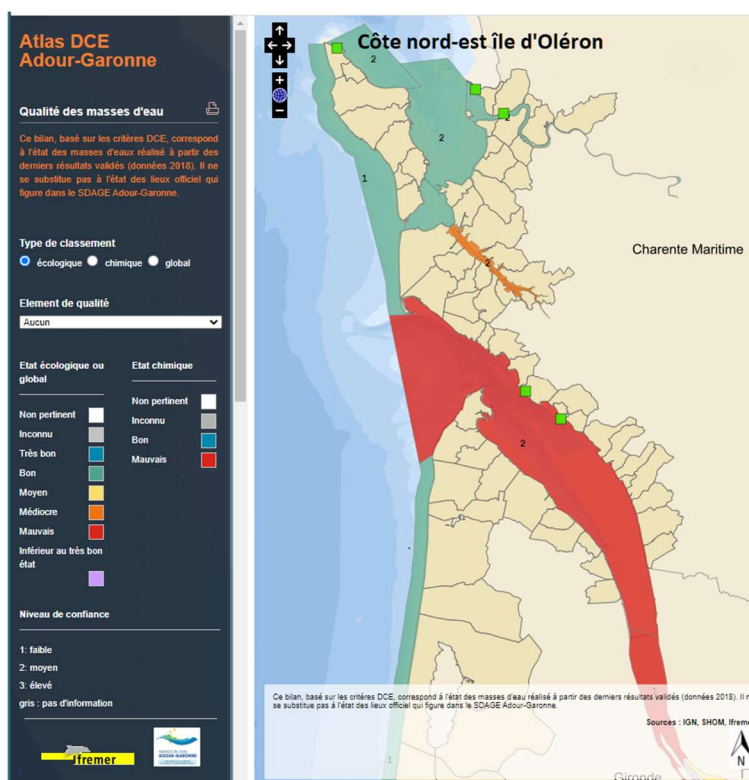 Atlas DCE
Adour-Garonne
Qualité des masses d'eau
Ce bilan, basé sur les critères DCE, correspond
à l'état des masses d'eaux réalisé à partir des
derniers résultats validés (données 2018). Il ne
se substitue pas à l'état des lieux officiel qui
figure dans le SDAGE Adour-Garonne.
Type de classement
écologique chimique global
Element de qualité
Aucun
Etat écologique ou
global
Non pertinent
Inconnu
Très bon
Bon
Moyen
Médiocre
Mauvais
Inférieur au très bon
état
Etat chimique
Non pertinent
Inconnu
Bon
Mauvais
Niveau de confiance
1: faible
2: moyen
3: élevé
gris : pas d'information
Ifremer
AGENCE DE L'EAU
ADOUR-GARONNE
Côte nord-est île d'Oléron
2
2
2
1
2
Charente Maritime
2
1
Ce bilan, basé sur les critères DCE, correspond à l'état des masses d'eau réalisé à partir des derniers résultats validés (données 2018). Il n
se substitue pas à l'état des lieux officiel qui figure dans le SDAGE Adour-Garonne.
Sources : IGN, SHOM, Ifreme
N
Gironde